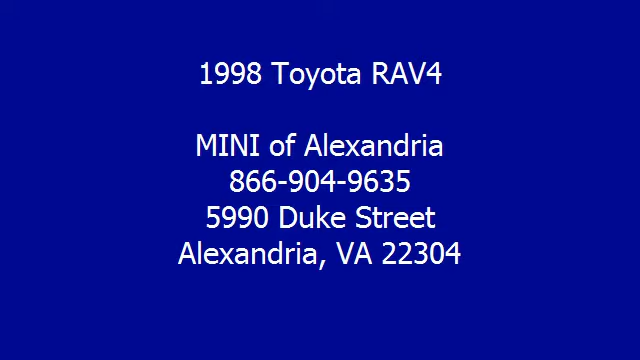 1998 Toyota RAV4
MINI of Alexandria
866-904-9635
5990 Duke Street
Alexandria, VA 22304